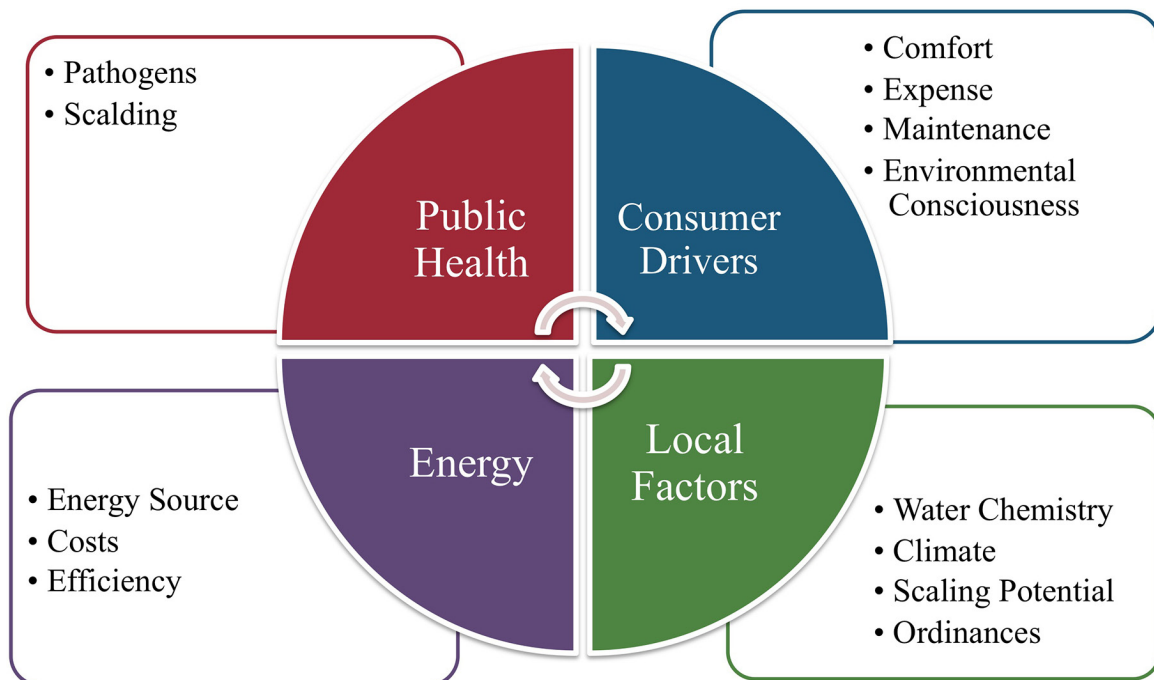 • Pathogens
• Scalding
Public
Health
• Comfort
• Expense
• Maintenance
• Environmental
Consciousness
Consumer
Drivers
• Energy Source
• Costs
• Efficiency
Energy
Local
Factors
• Water Chemistry
• Climate
• Scaling Potential
• Ordinances